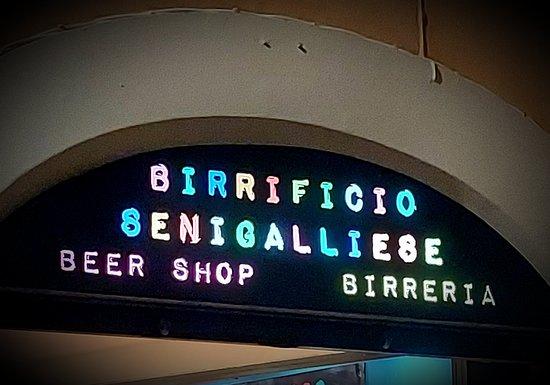 BIRRIFICIO
SENIGALLIESE
BEER SHOP BIRRERIA